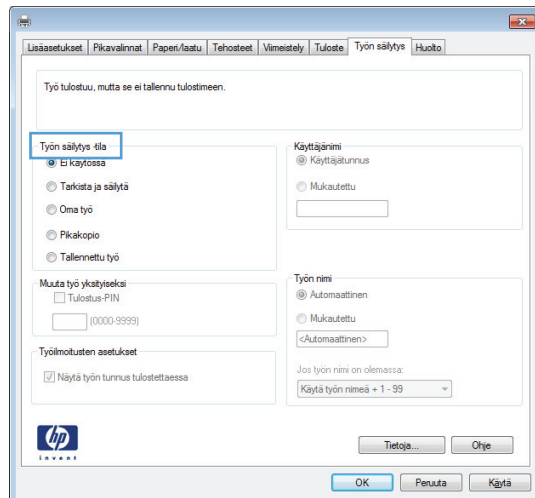 Lisäasetukset Pikavalinnat Paperi/laatu Tehosteet Viimeistely Tuloste Työn säilytys Huolto
Työ tulostuu, mutta se ei tallennu tulostimeen.
Työn säilytys -tila
Ei käytössä
Tarkista ja säilytä
Oma työ
Pikakopio
Tallennettu työ
Käyttäjänimi
Käyttäjätunnus
Mukautettu
Muuta työ yksityiseksi
Tulostus-PIN
(0000-9999)
Työn nimi
Automaattinen
Mukautettu
<Automaattinen>
Jos työn nimi on olemassa:
Käytä työn nimeä + 1 - 99
Työilmoitusten asetukset
Näytä työn tunnus tulostettaessa
hp
invent
Tietoja... Ohje
OK Peruuta Käytä